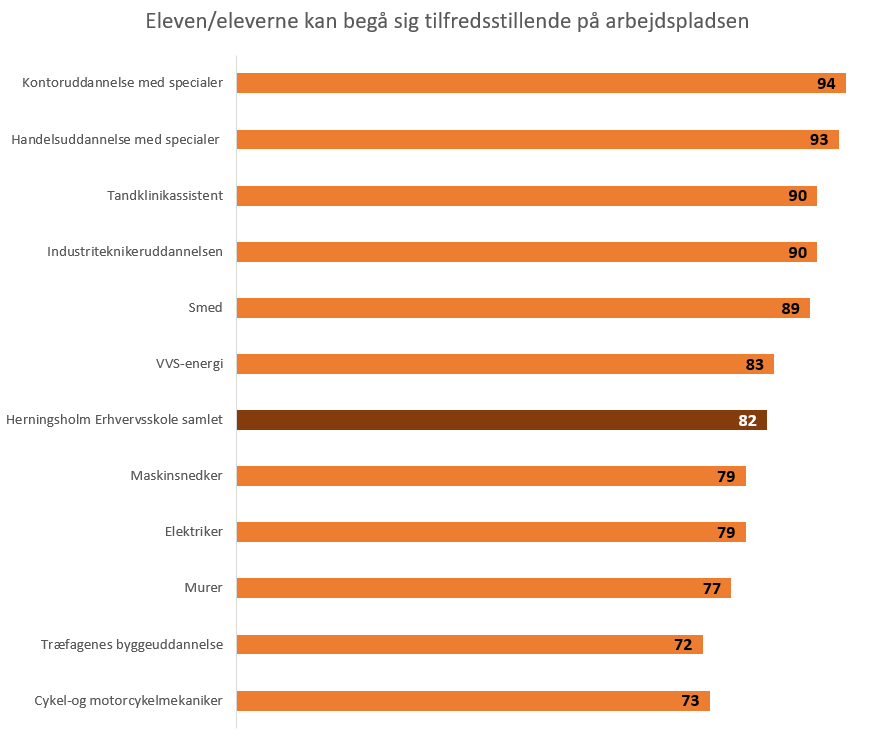 Eleven/eleverne kan begå sig tilfredsstillende på arbejdspladsen
Kontoruddannelse med specialer 94
Handelsuddannelse med specialer 93
Tandklinikassistent 90
Industriteknikeruddannelsen 90
Smed 89
VVS-energi 83
Herningsholm Erhvervsskole samlet 82
Maskinsnedker 79
Elektriker 79
Murer 77
Træfagenes byggeuddannelse 72
Cykel-og motorcykelmekaniker 73